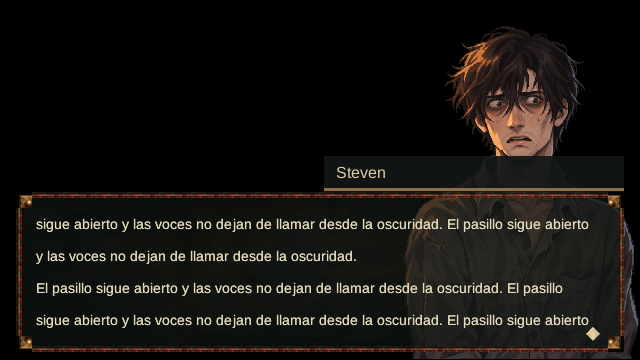 Steven
sigue abierto y las voces no dejan de llamar desde la oscuridad. El pasillo sigue abierto
y las voces no dejan de llamar desde la oscuridad.
El pasillo sigue abierto y las voces no dejan de llamar desde la oscuridad. El pasillo
sigue abierto y las voces no dejan de llamar desde la oscuridad. El pasillo sigue abierto